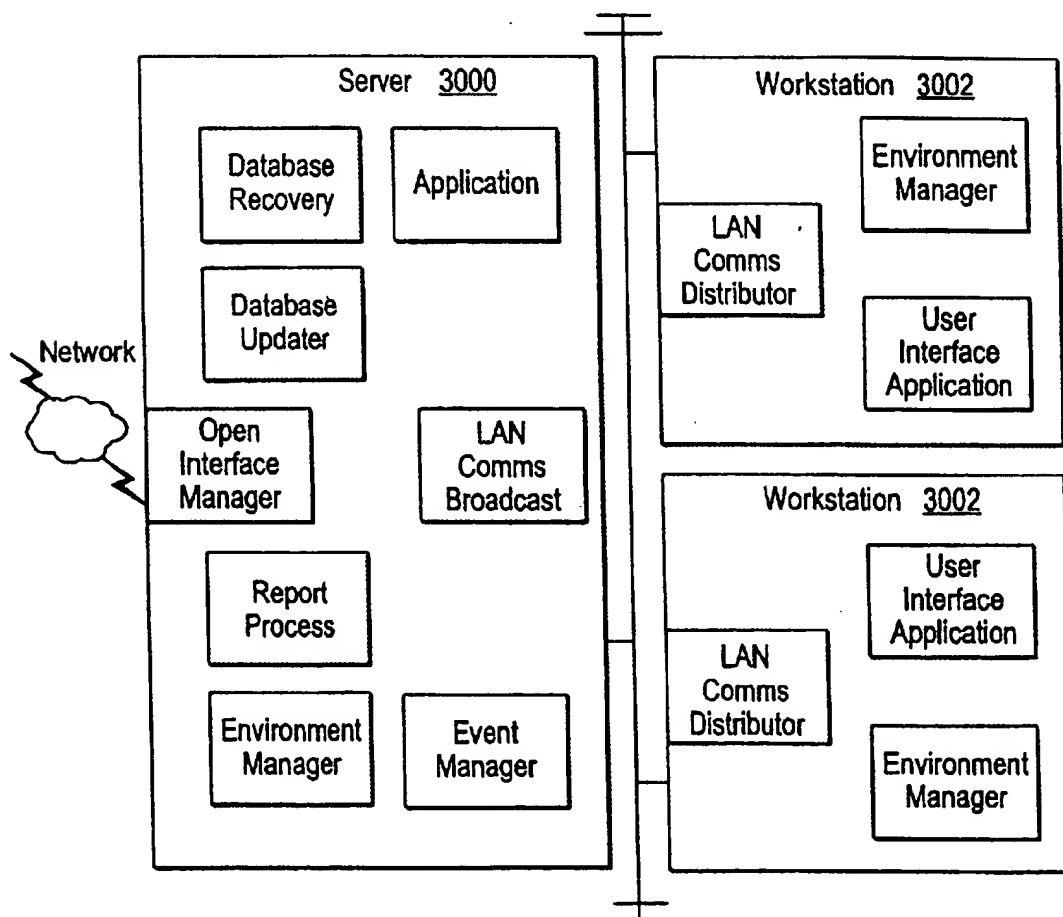 Server 3000
Database
Recovery
Application
Database
Updater
Network
Open
Interface
Manager
LAN
Comms
Broadcast
Report
Process
Environment
Manager
Event
Manager
Workstation 3002
Environment
Manager
LAN
Comms
Distributor
User
Interface
Application
Workstation 3002
User
Interface
Application
LAN
Comms
Distributor
Environment
Manager